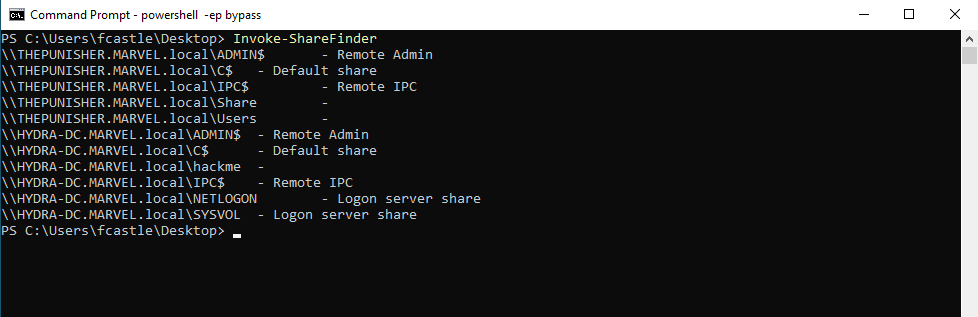 Command Prompt - powershell -ep bypass
PS C:\Users\fcastle\Desktop> Invoke-ShareFinder
\\THEPUNISHER.MARVEL.local\ADMIN$ - Remote Admin
\\THEPUNISHER.MARVEL.local\C$ - Default share
\\THEPUNISHER.MARVEL.local\IPC$ - Remote IPC
\\THEPUNISHER.MARVEL.local\Share -
\\THEPUNISHER.MARVEL.local\Users -
\\HYDRA-DC.MARVEL.local\ADMIN$ - Remote Admin
\\HYDRA-DC.MARVEL.local\C$ - Default share
\\HYDRA-DC.MARVEL.local\hackme -
\\HYDRA-DC.MARVEL.local\IPC$ - Remote IPC
\\HYDRA-DC.MARVEL.local\NETLOGON - Logon server share
\\HYDRA-DC.MARVEL.local\SYSVOL - Logon server share
PS C:\Users\fcastle\Desktop>